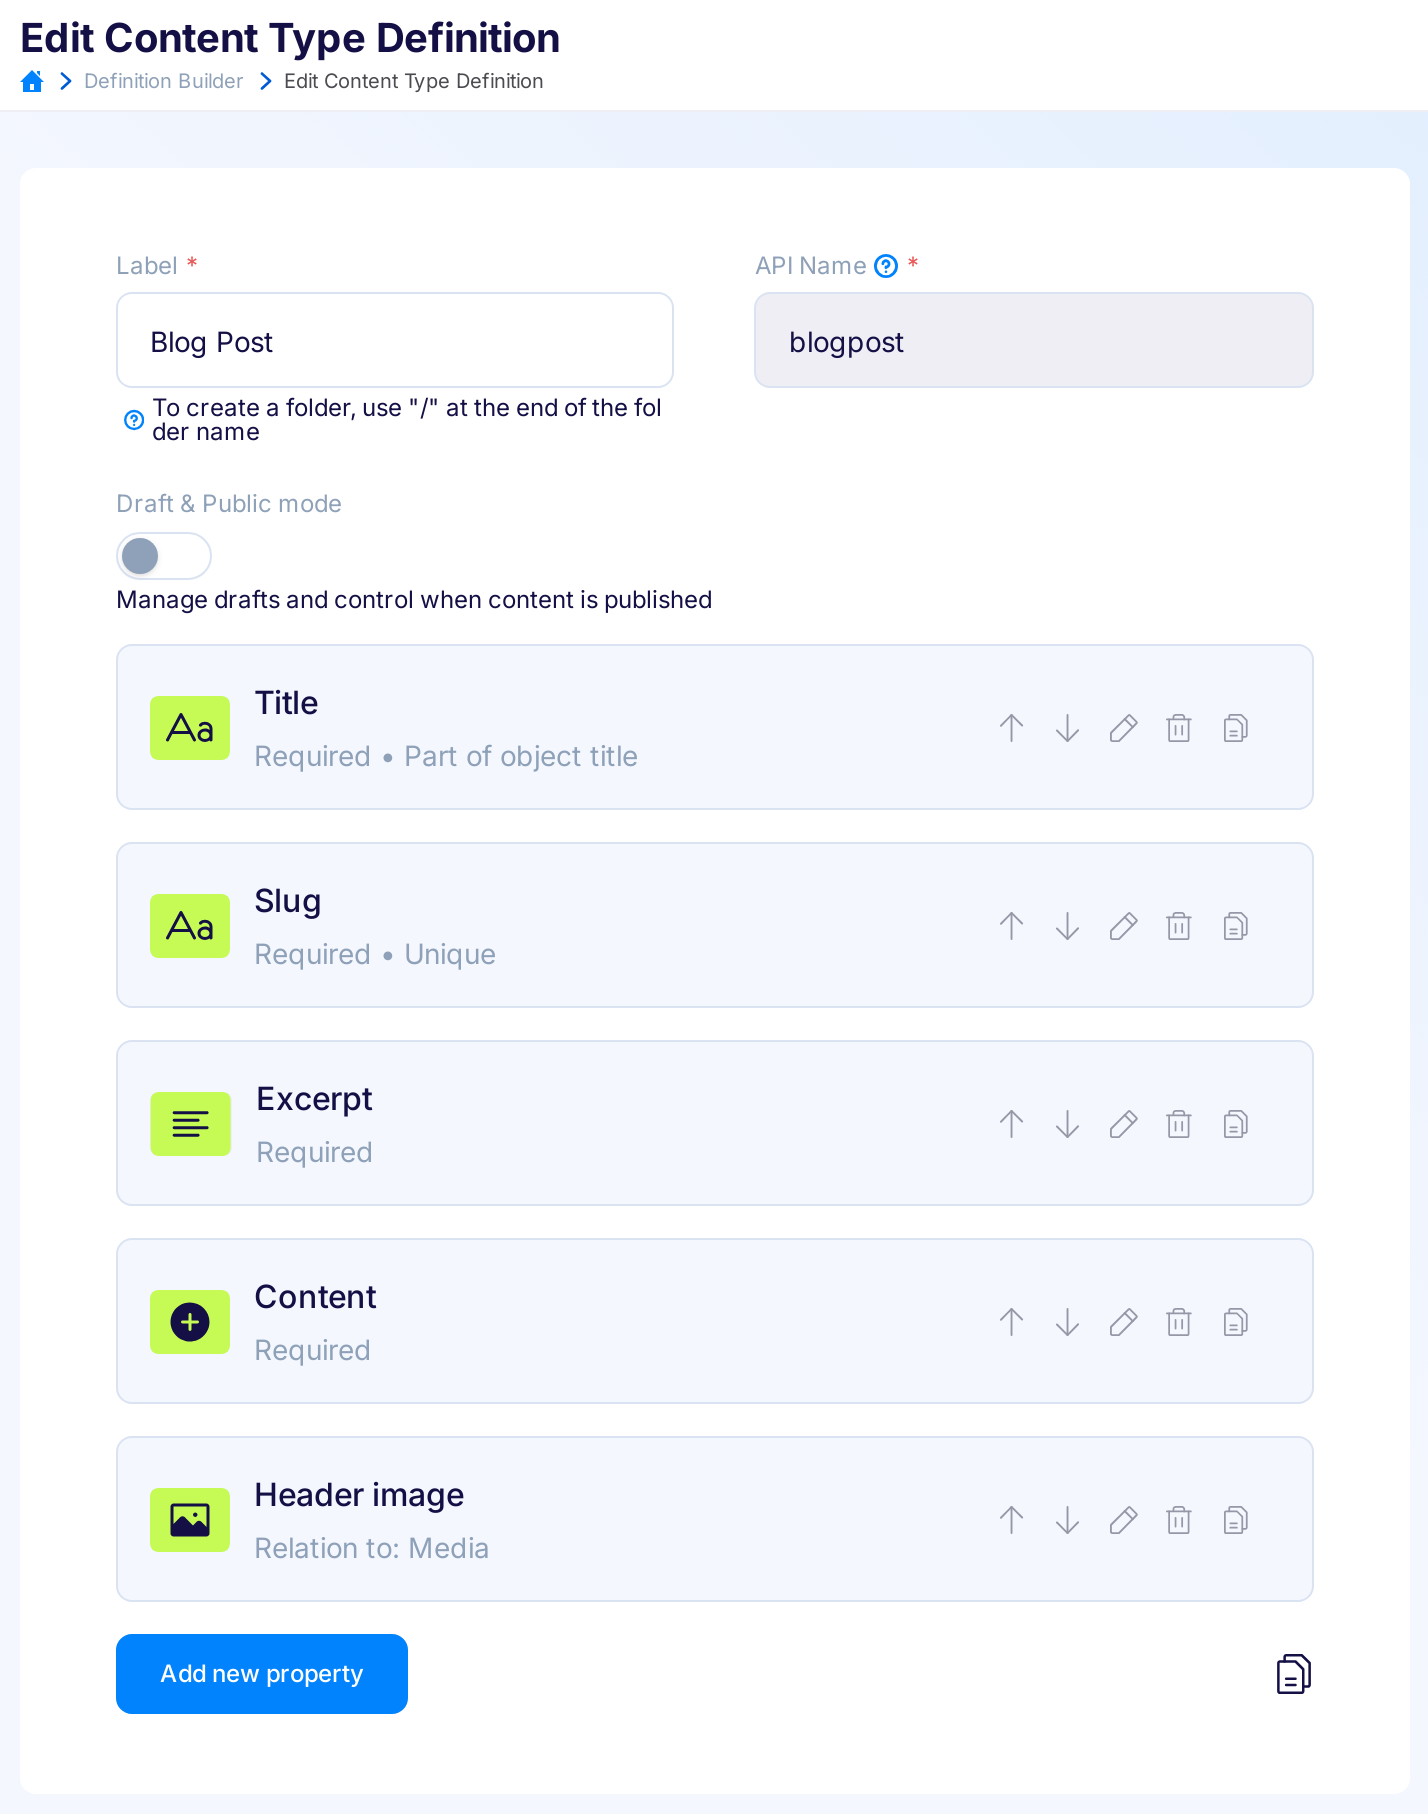 Edit Content Type Definition
Definition Builder Edit Content Type Definition
Label * API Name *
Blog Post blogpost
To create a folder, use "/" at the end of the fol
der name
Draft & Public mode
Manage drafts and control when content is published
Aa Title
Required • Part of object title
Aa Slug
Required • Unique
Excerpt
Required
Content
Required
Header image
Relation to: Media
Add new property